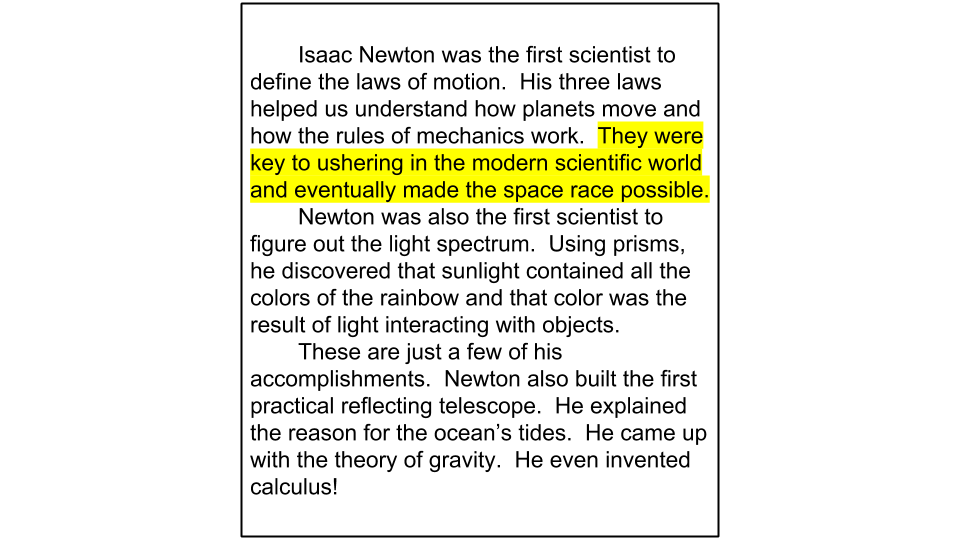 Isaac Newton was the first scientist to
define the laws of motion.  His three laws
helped us understand how planets move and
how the rules of mechanics work.  They were
key to ushering in the modern scientific world
and eventually made the space race possible.
Newton was also the first scientist to
figure out the light spectrum.  Using prisms,
he discovered that sunlight contained all the
colors of the rainbow and that color was the
result of light interacting with objects.
These are just a few of his
accomplishments.  Newton also built the first
practical reflecting telescope.  He explained
the reason for the ocean’s tides.  He came up
with the theory of gravity.  He even invented
calculus!